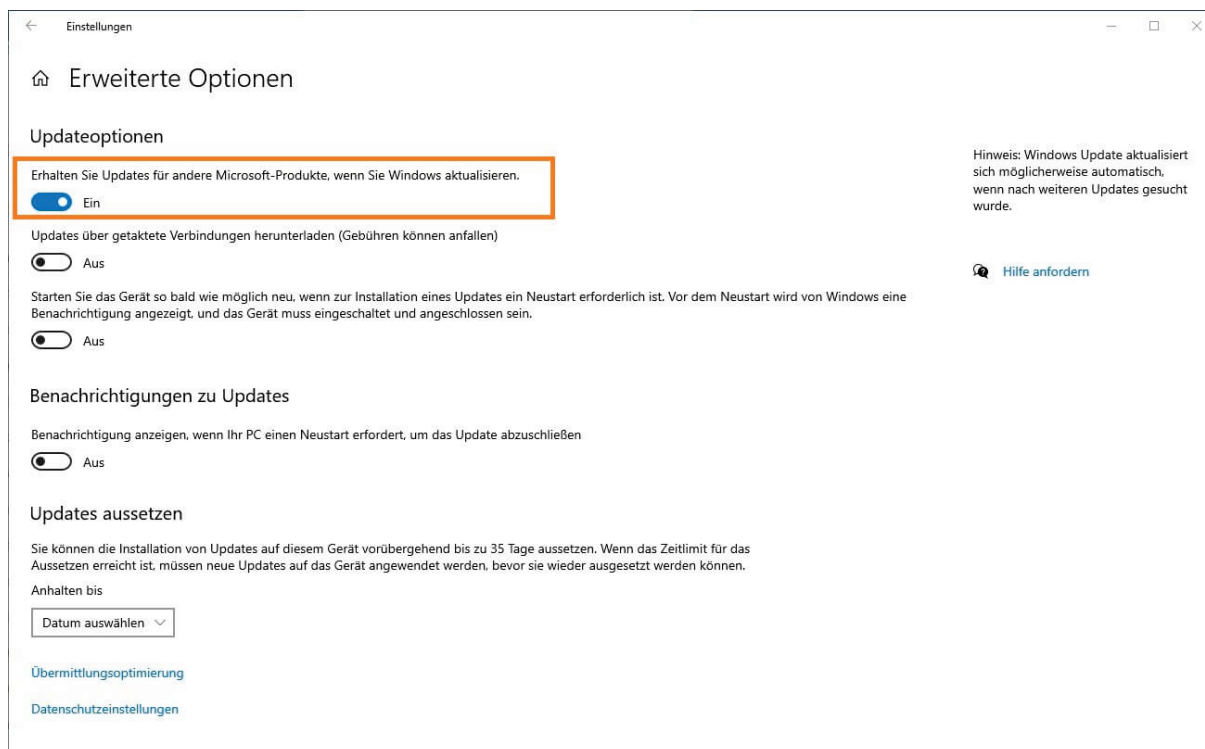 Einstellungen
Erweiterte Optionen
Updateoptionen
Erhalten Sie Updates für andere Microsoft-Produkte, wenn Sie Windows aktualisieren.
Ein
Updates über getaktete Verbindungen herunterladen (Gebühren können anfallen)
Aus
Starten Sie das Gerät so bald wie möglich neu, wenn zur Installation eines Updates ein Neustart erforderlich ist. Vor dem Neustart wird von Windows eine
Benachrichtigung angezeigt, und das Gerät muss eingeschaltet und angeschlossen sein.
Aus
Benachrichtigungen zu Updates
Benachrichtigung anzeigen, wenn Ihr PC einen Neustart erfordert, um das Update abzuschließen
Aus
Updates aussetzen
Sie können die Installation von Updates auf diesem Gerät vorübergehend bis zu 35 Tage aussetzen. Wenn das Zeitlimit für das
Aussetzen erreicht ist, müssen neue Updates auf das Gerät angewendet werden, bevor sie wieder ausgesetzt werden können.
Anhalten bis
Datum auswählen
Übermittlungsoptimierung
Datenschutzeinstellungen
Hinweis: Windows Update aktualisiert
sich möglicherweise automatisch,
wenn nach weiteren Updates gesucht
wurde.
Hilfe anfordern